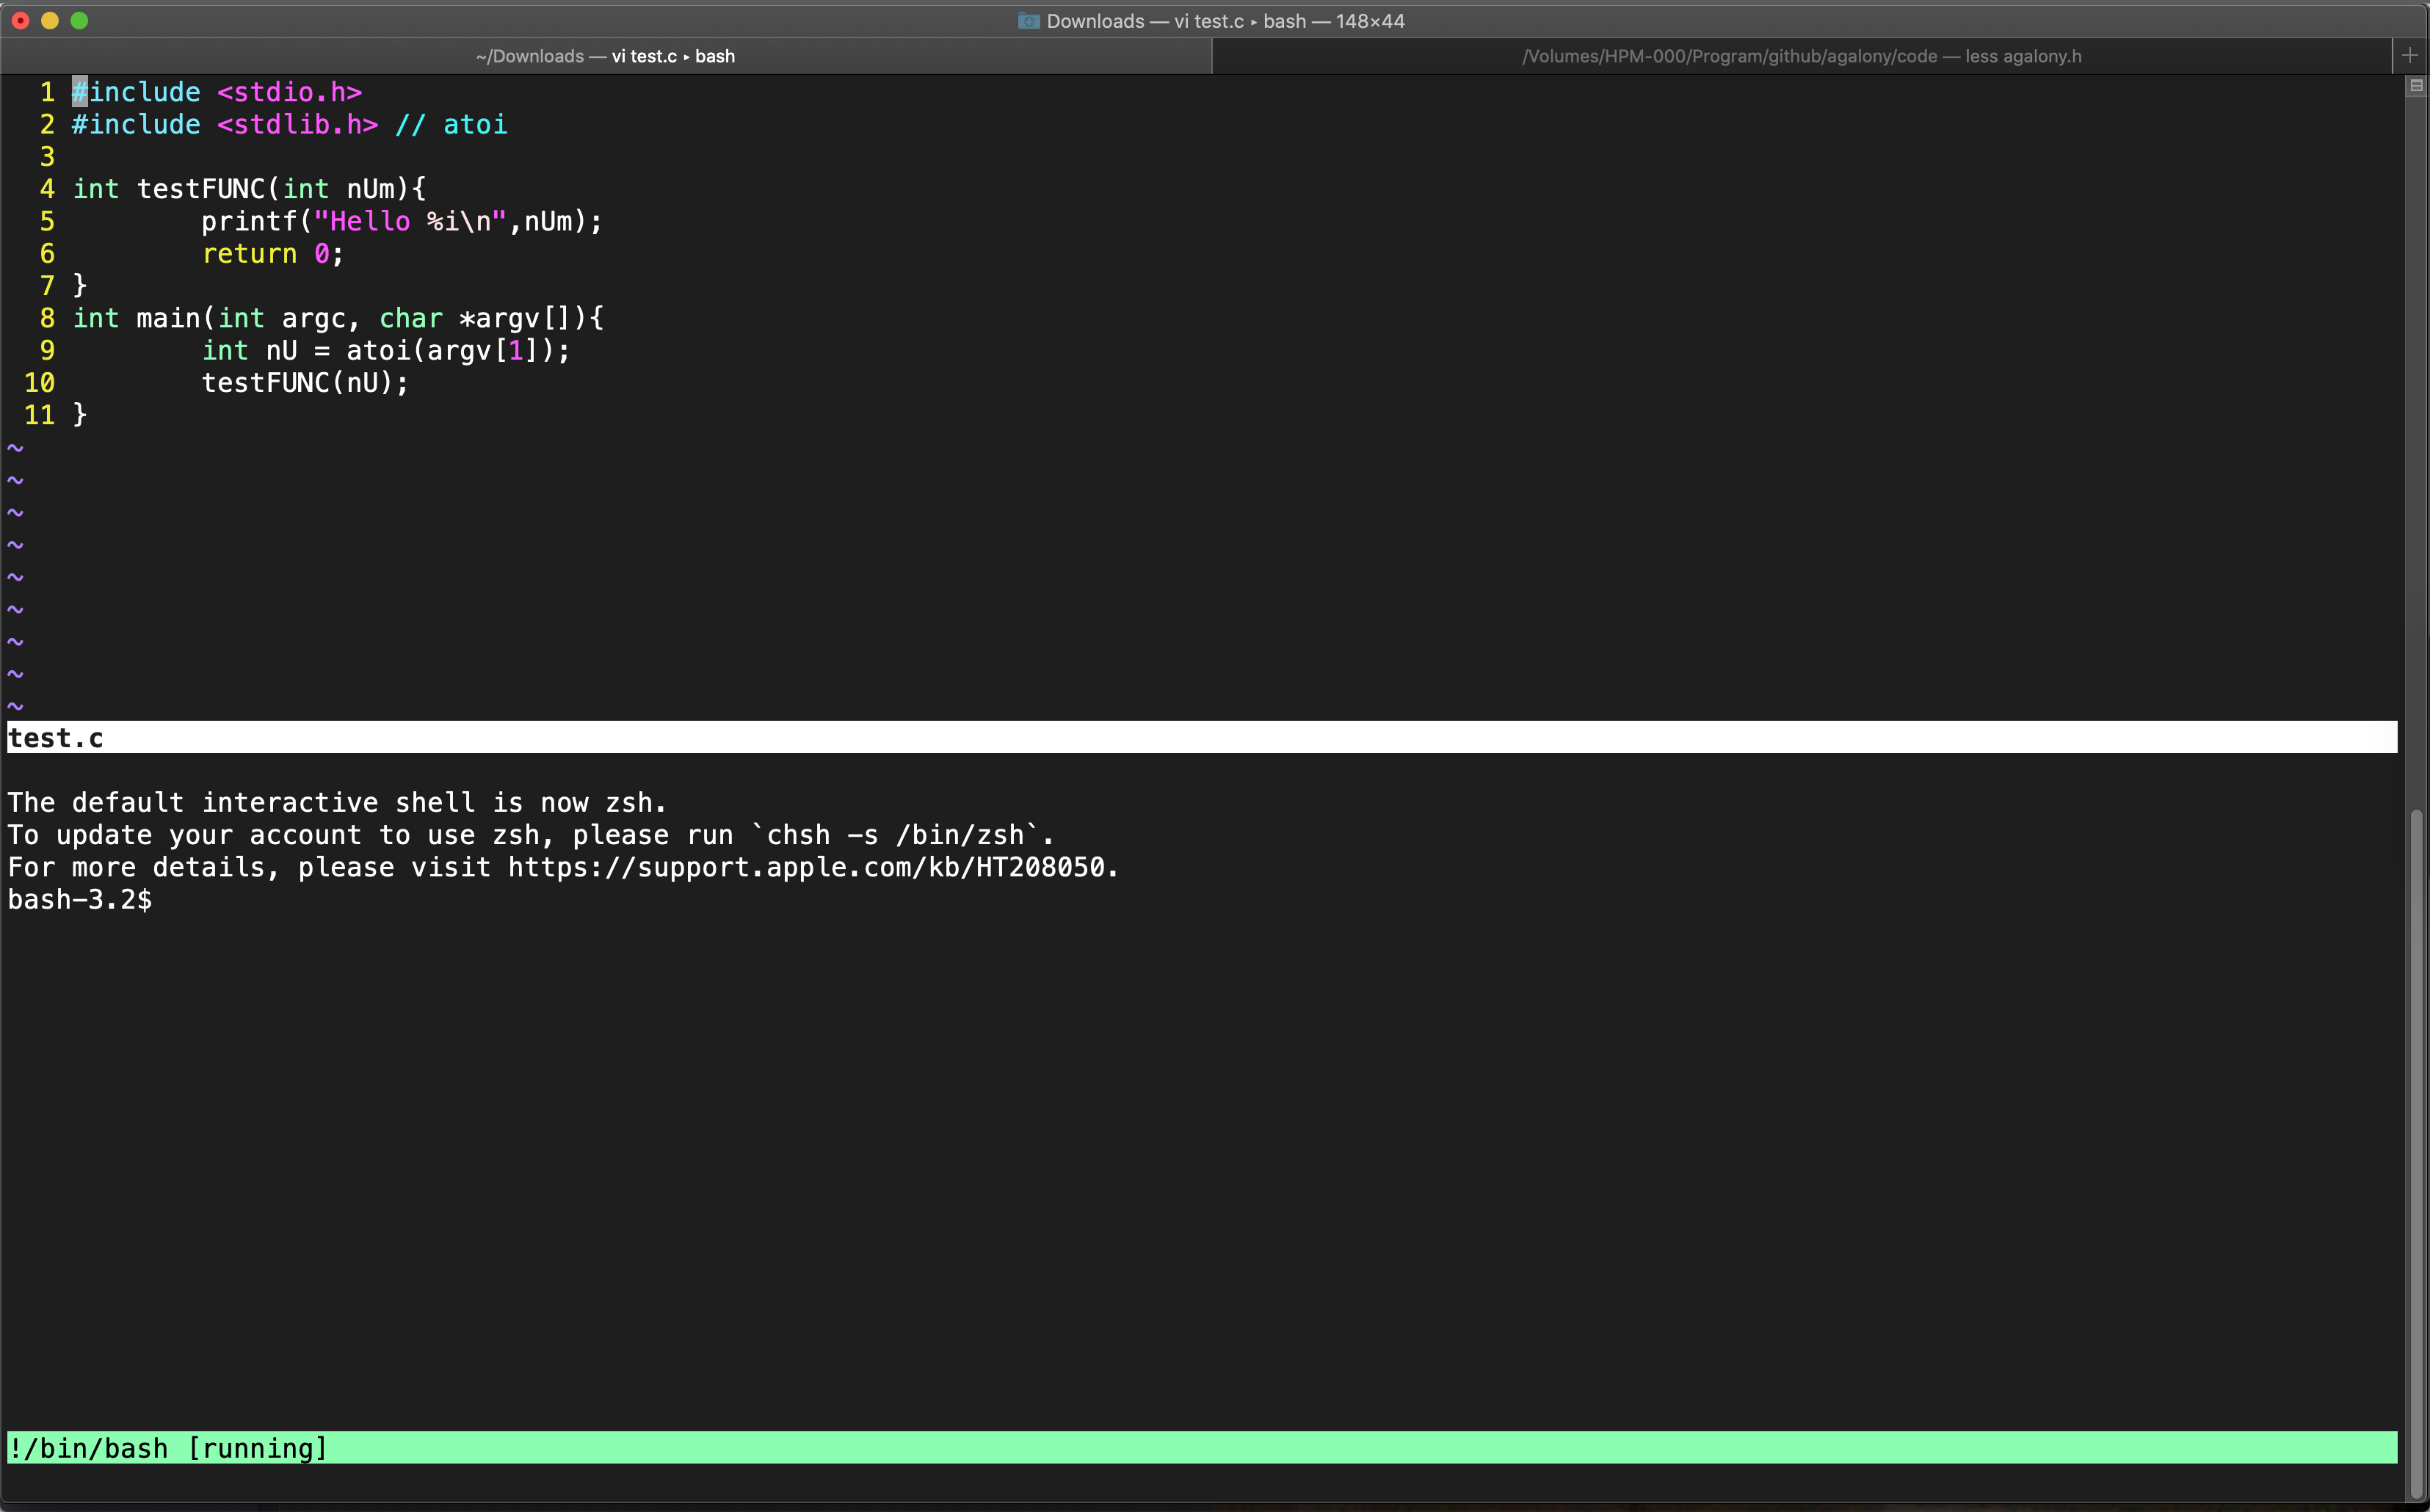 Downloads — vi test.c ▸ bash — 148×44
~/Downloads — vi test.c ▸ bash
/Volumes/HPM-000/Program/github/agalony/code — less agalony.h
1 #include <stdio.h>
2 #include <stdlib.h> // atoi
3
4 int testFUNC(int nUm){
5         printf("Hello %i\n",nUm);
6         return 0;
7 }
8 int main(int argc, char *argv[]){
9         int nU = atoi(argv[1]);
10         testFUNC(nU);
11 }
~
~
~
~
~
~
~
~
~
test.c
The default interactive shell is now zsh.
To update your account to use zsh, please run `chsh -s /bin/zsh`.
For more details, please visit https://support.apple.com/kb/HT208050.
bash-3.2$
!/bin/bash [running]